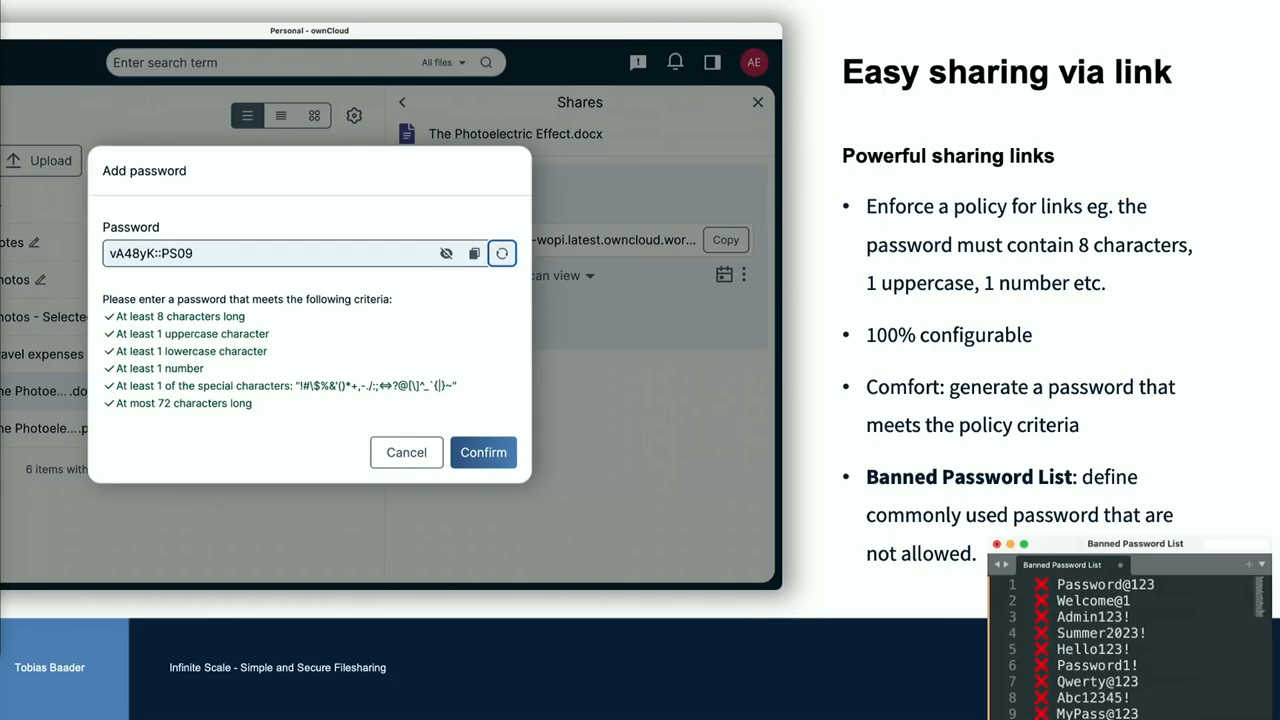 Personal - ownCloud
Enter search term
All files
AE
Shares
The Photoelectric Effect.docx
Upload
Add password
Password
vA48yK::PS09
Please enter a password that meets the following criteria:
At least 8 characters long
At least 1 uppercase character
At least 1 lowercase character
At least 1 number
At least 1 of the special characters: "!#\$%&'()*+,-./:;<=>?@[\]^_`{|}~"
At most 72 characters long
Cancel
Confirm
-wopi.latest.owncloud.wor...
Copy
can view
otes
hotos
hotos - Selecte
ravel expenses
he Photoe... .do
he Photoele....p
6 items with
Easy sharing via link
Powerful sharing links
• Enforce a policy for links eg. the
password must contain 8 characters,
1 uppercase, 1 number etc.
• 100% configurable
• Comfort: generate a password that
meets the policy criteria
• Banned Password List: define
commonly used password that are
not allowed.
Banned Password List
Banned Password List
1 ❌ Password@123
2 ❌ Welcome@1
3 ❌ Admin123!
4 ❌ Summer2023!
5 ❌ Hello123!
6 ❌ Password1!
7 ❌ Qwerty@123
8 ❌ Abc12345!
9 ❌ MyPass@123
Tobias Baader
Infinite Scale - Simple and Secure Filesharing